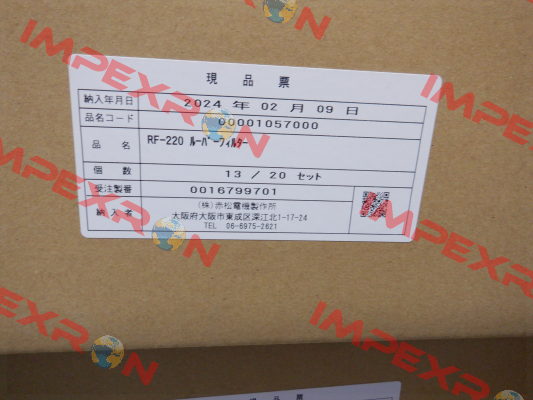 現品票
納入年月日 2024 年 02 月 09 日
品名コード 00001057000
品名 RF-220 ルーバーフィルター
個数 13 / 20 セット
受注製番 0016799701
納入者 (株)赤松電機製作所
大阪府大阪市東成区深江北1-17-24
TEL 06-6975-2621
IMPEXRON
IMPEXRON
IMPEXRON
IMPEXRON
IMPEXRON